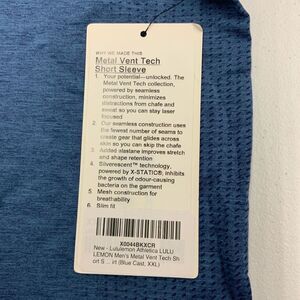 WHY WE MADE THIS
Metal Vent Tech
Short Sleeve
1. Your potential—unlocked. The
Metal Vent Tech collection,
powered by seamless
construction, minimizes
distractions from chafe and
sweat so you can stay laser
focused
2. Our seamless construction uses
the fewest number of seams to
create gear that glides across
skin so you can skip the chafe
3. Added elastane improves stretch
and shape retention
4. Silverescent™ technology,
powered by X-STATIC®, inhibits
the growth of odour-causing
bacteria on the garment
5. Mesh construction for
breathability
6. Slim fit
X0044BKXCR
New - Lululemon Athletica LULU
LEMON Men's Metal Vent Tech Sh
ort S ... irt (Blue Cast, XXL)